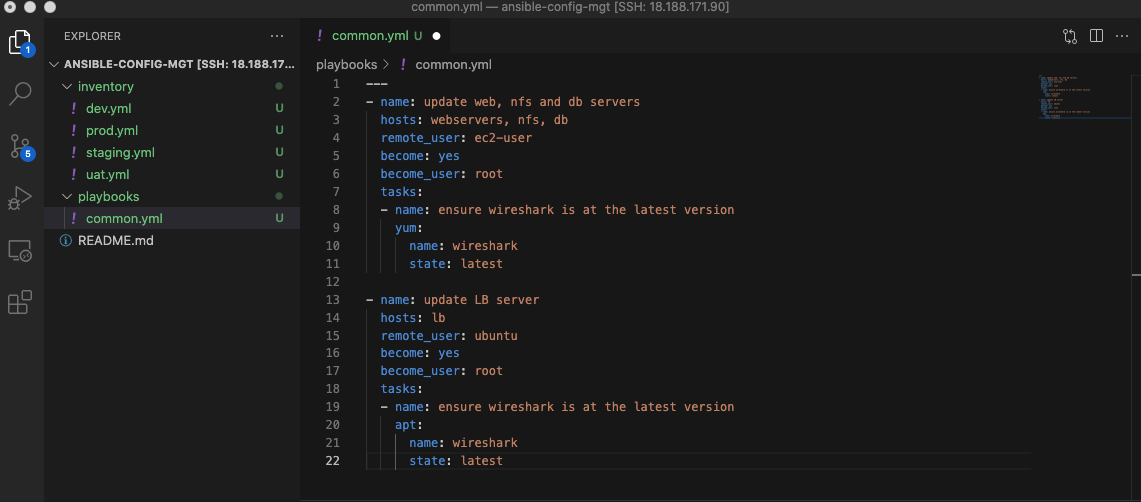 common.yml — ansible-config-mgt [SSH: 18.188.171.90]
EXPLORER
1
5
ANSIBLE-CONFIG-MGT [SSH: 18.188.17...
inventory
! dev.yml U
! prod.yml U
! staging.yml U
! uat.yml U
playbooks
! common.yml U
README.md
! common.yml U
playbooks > ! common.yml
1 ---
2 - name: update web, nfs and db servers
3 hosts: webservers, nfs, db
4 remote_user: ec2-user
5 become: yes
6 become_user: root
7 tasks:
8 - name: ensure wireshark is at the latest version
9 yum:
10 name: wireshark
11 state: latest
12
13 - name: update LB server
14 hosts: lb
15 remote_user: ubuntu
16 become: yes
17 become_user: root
18 tasks:
19 - name: ensure wireshark is at the latest version
20 apt:
21 name: wireshark
22 state: latest